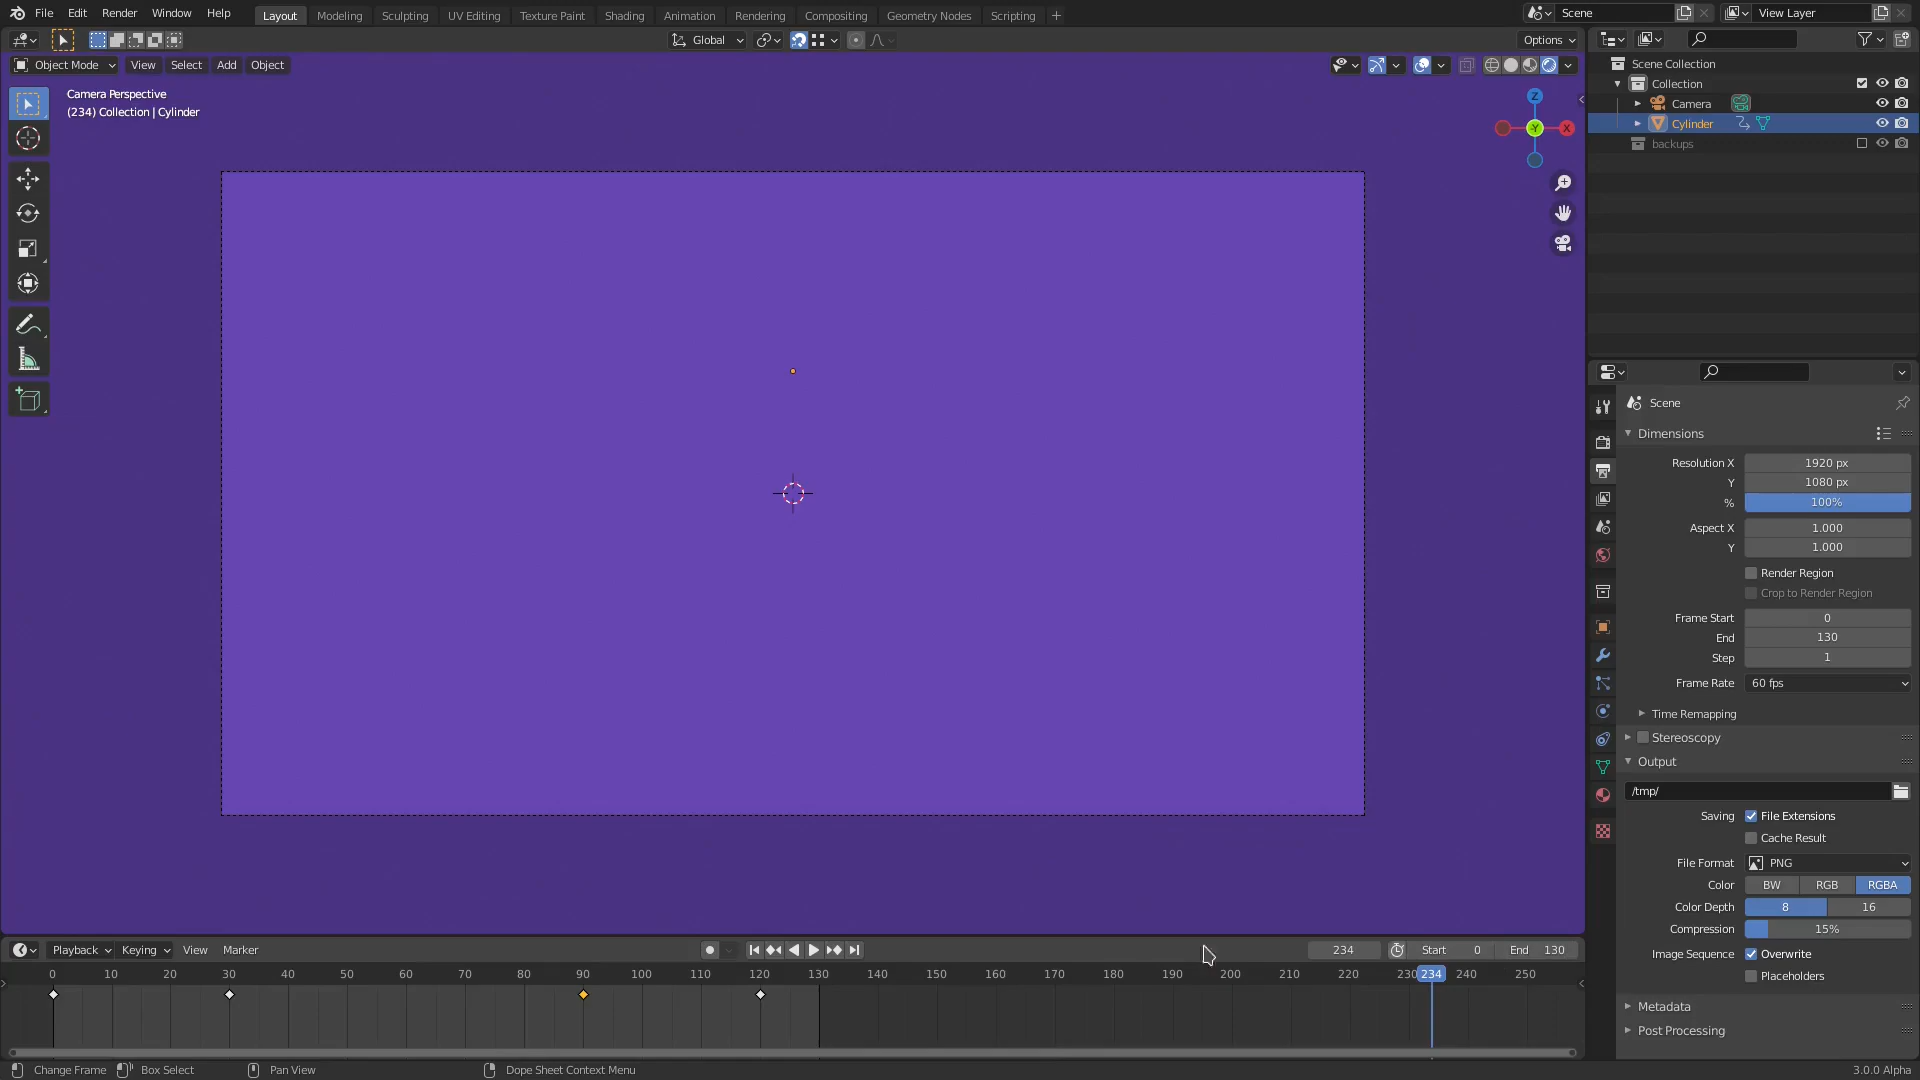 File Edit Render Window Help Layout Modeling Sculpting UV Editing Texture Paint Shading Animation Rendering Compositing Geometry Nodes Scripting + Scene View Layer
Global Options
Object Mode View Select Add Object
Camera Perspective
(234) Collection | Cylinder
Z
Y
X
Scene Collection
Collection
Camera
Cylinder
backups
Scene
Dimensions
Resolution X 1920 px
Y 1080 px
% 100%
Aspect X 1.000
Y 1.000
Render Region
Crop to Render Region
Frame Start 0
End 130
Step 1
Frame Rate 60 fps
Time Remapping
Stereoscopy
Output
/tmp/
Saving File Extensions
Cache Result
File Format PNG
Color BW RGB RGBA
Color Depth 8 16
Compression 15%
Image Sequence Overwrite
Placeholders
Metadata
Post Processing
Playback Keying View Marker 234 Start 0 End 130
0 10 20 30 40 50 60 70 80 90 100 110 120 130 140 150 160 170 180 190 200 210 220 230 234 240 250
Change Frame Box Select Pan View Dope Sheet Context Menu 3.0.0 Alpha